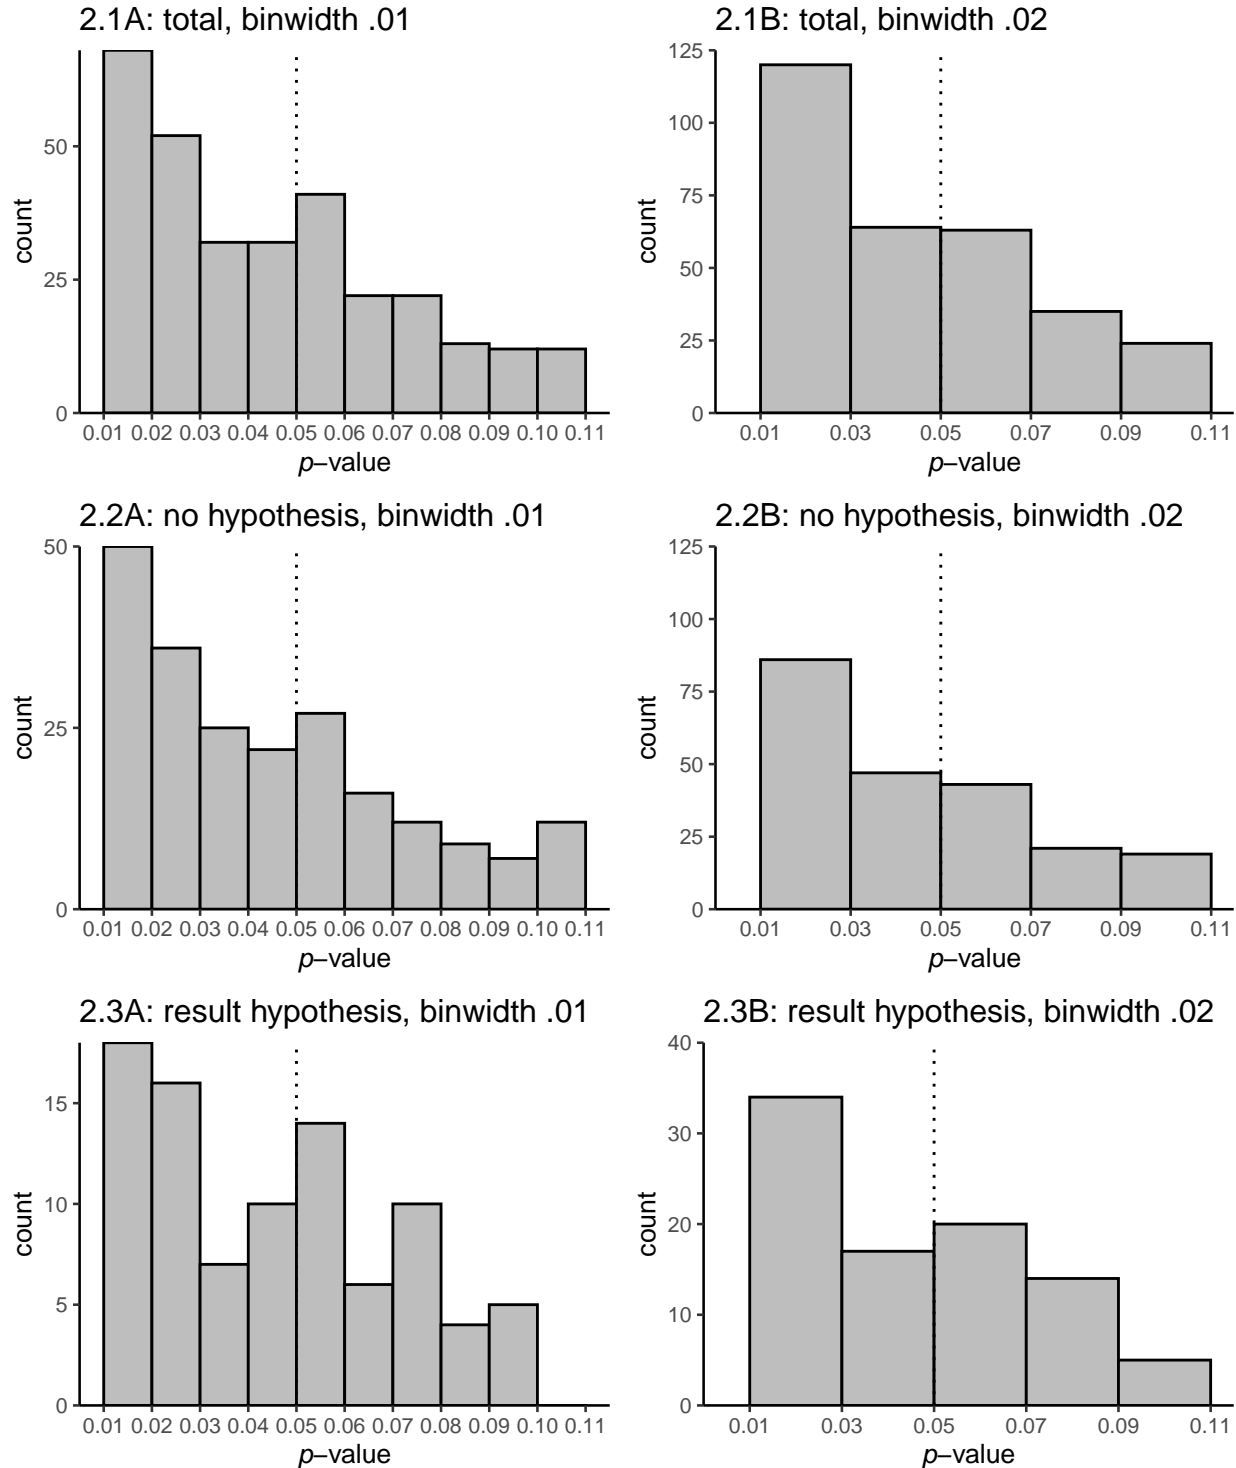 2.1A: total, binwidth .01
50
25
0
count
0.01 0.02 0.03 0.04 0.05 0.06 0.07 0.08 0.09 0.10 0.11
p−value
2.1B: total, binwidth .02
125
100
75
50
25
0
count
0.01 0.03 0.05 0.07 0.09 0.11
p−value
2.2A: no hypothesis, binwidth .01
50
25
0
count
0.01 0.02 0.03 0.04 0.05 0.06 0.07 0.08 0.09 0.10 0.11
p−value
2.2B: no hypothesis, binwidth .02
125
100
75
50
25
0
count
0.01 0.03 0.05 0.07 0.09 0.11
p−value
2.3A: result hypothesis, binwidth .01
15
10
5
0
count
0.01 0.02 0.03 0.04 0.05 0.06 0.07 0.08 0.09 0.10 0.11
p−value
2.3B: result hypothesis, binwidth .02
40
30
20
10
0
count
0.01 0.03 0.05 0.07 0.09 0.11
p−value